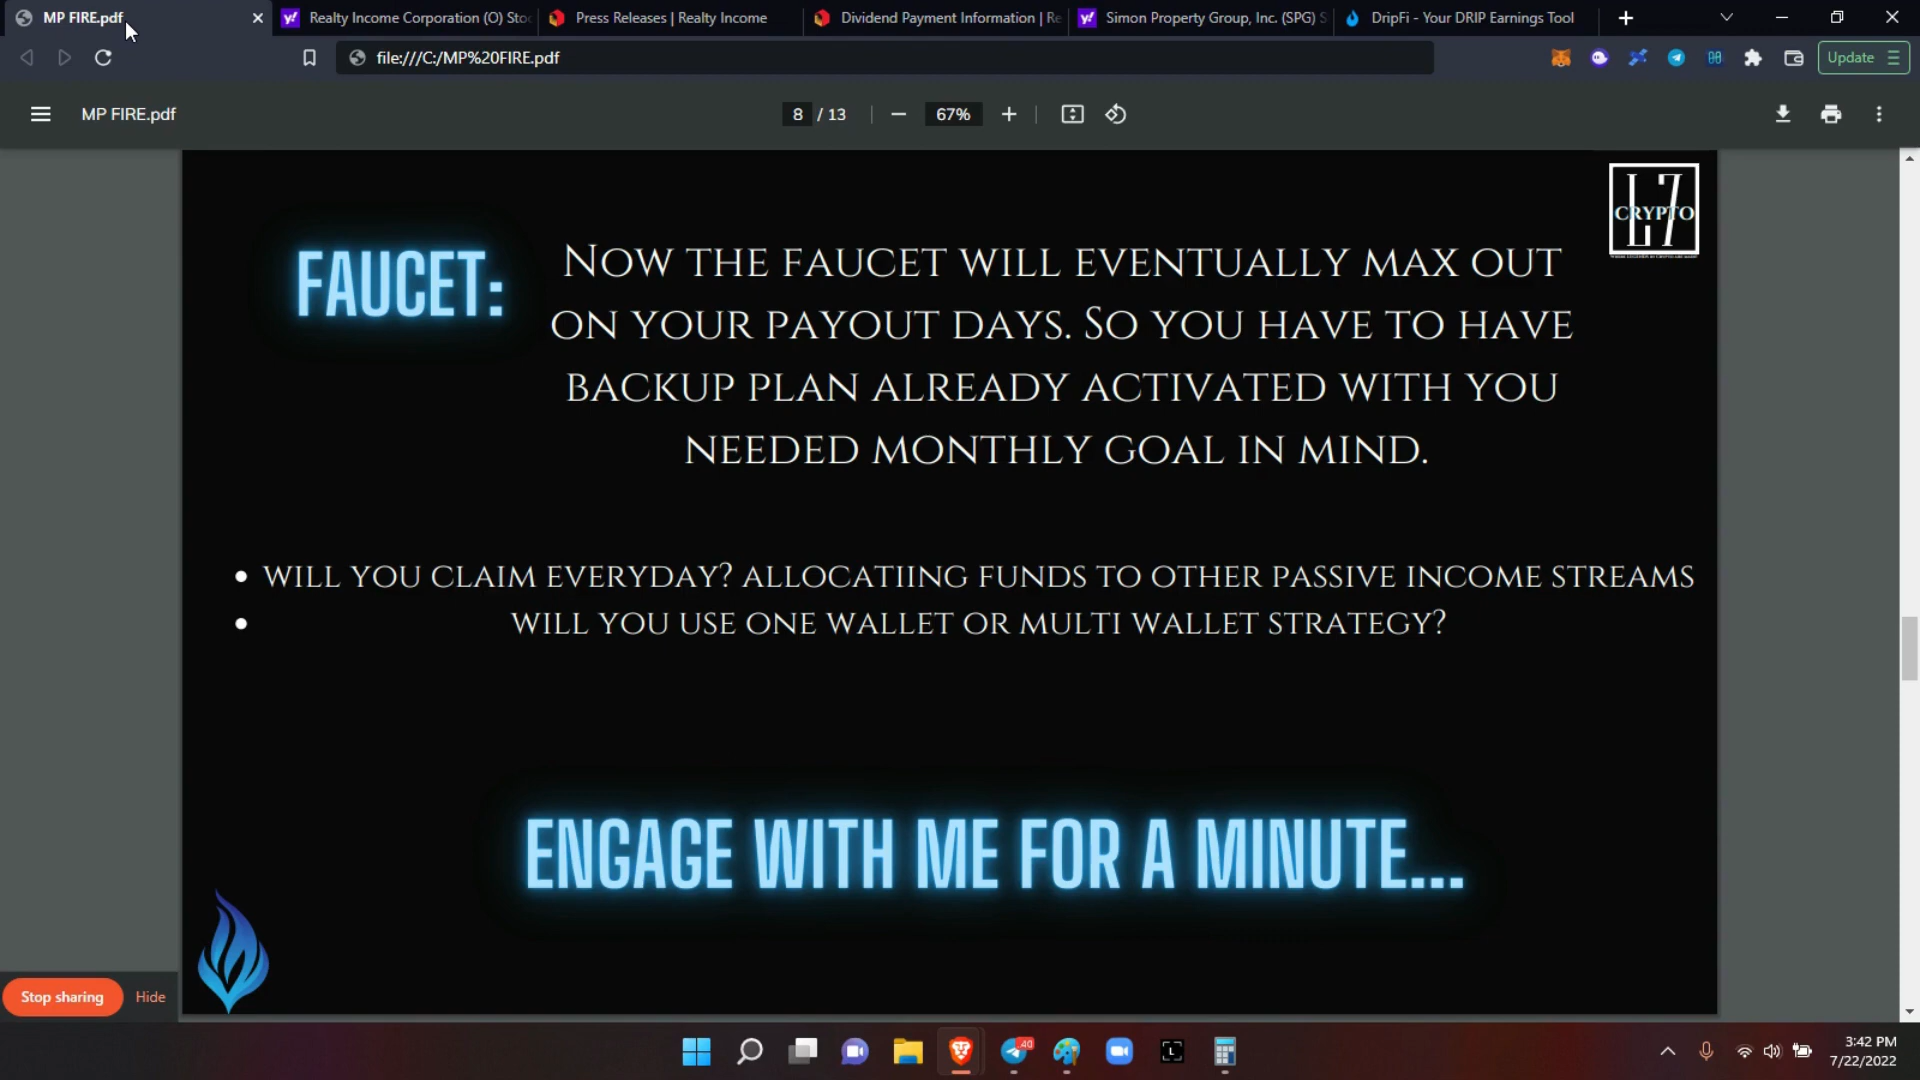 MP FIRE.pdf
Realty Income Corporation (O) Stoc
Press Releases | Realty Income
Dividend Payment Information | Re
Simon Property Group, Inc. (SPG) S
DripFi - Your DRIP Earnings Tool
file:///C:/MP%20FIRE.pdf
Update
MP FIRE.pdf
8 / 13
67%
L7
CRYPTO
FAUCET:
Now the faucet will eventually max out
on your payout days. So you have to have
backup plan already activated with you
needed monthly goal in mind.
will you claim everyday? allocatiing funds to other passive income streams
will you use one wallet or multi wallet strategy?
ENGAGE WITH ME FOR A MINUTE...
Stop sharing
Hide
40
L
3:42 PM
7/22/2022